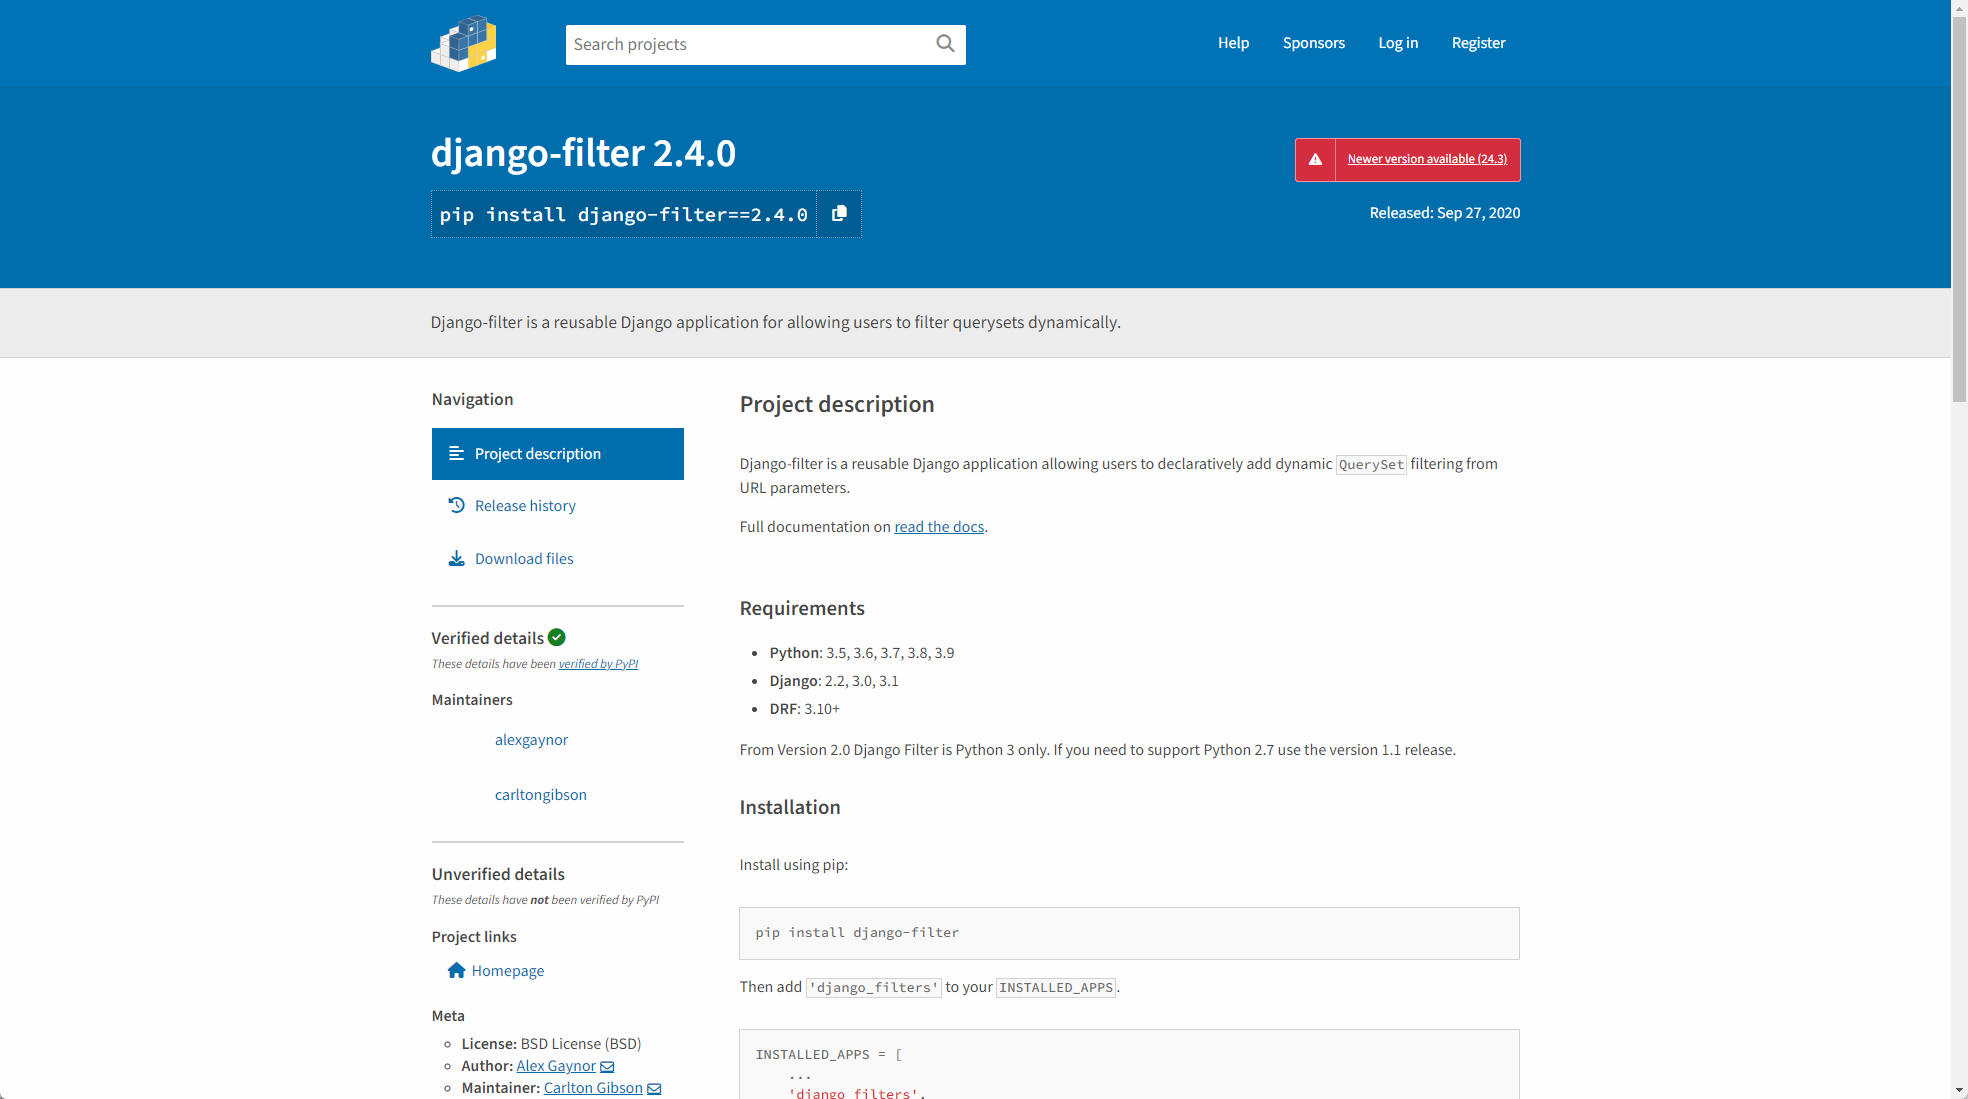 Search projects
Help
Sponsors
Log in
Register
django-filter 2.4.0
pip install django-filter==2.4.0
Newer version available (24.3)
Released: Sep 27, 2020
Django-filter is a reusable Django application for allowing users to filter querysets dynamically.
Navigation
Project description
Release history
Download files
Verified details
These details have been verified by PyPI
Maintainers
alexgaynor
carltongibson
Unverified details
These details have not been verified by PyPI
Project links
Homepage
Meta
License: BSD License (BSD)
Author: Alex Gaynor
Maintainer: Carlton Gibson
Project description
Django-filter is a reusable Django application allowing users to declaratively add dynamic QuerySet filtering from
URL parameters.
Full documentation on read the docs.
Requirements
Python: 3.5, 3.6, 3.7, 3.8, 3.9
Django: 2.2, 3.0, 3.1
DRF: 3.10+
From Version 2.0 Django Filter is Python 3 only. If you need to support Python 2.7 use the version 1.1 release.
Installation
Install using pip:
pip install django-filter
Then add 'django_filters' to your INSTALLED_APPS.
INSTALLED_APPS = [
...
'django_filters',